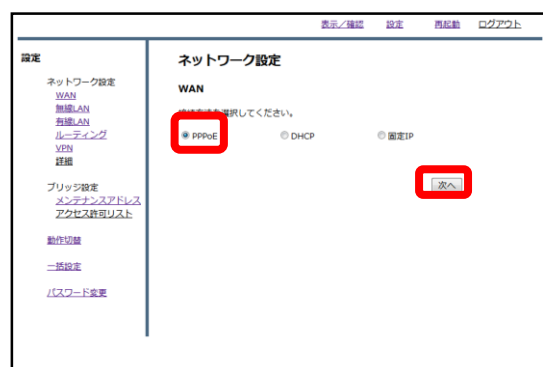 表示／確認 設定 再起動 ログアウト
設定
ネットワーク設定
WAN
無線LAN
有線LAN
ルーティング
VPN
詳細
ブリッジ設定
メンテナンスアドレス
アクセス許可リスト
動作切替
一括設定
パスワード変更
ネットワーク設定
WAN
選択してください。
PPPoE DHCP 固定IP
次へ